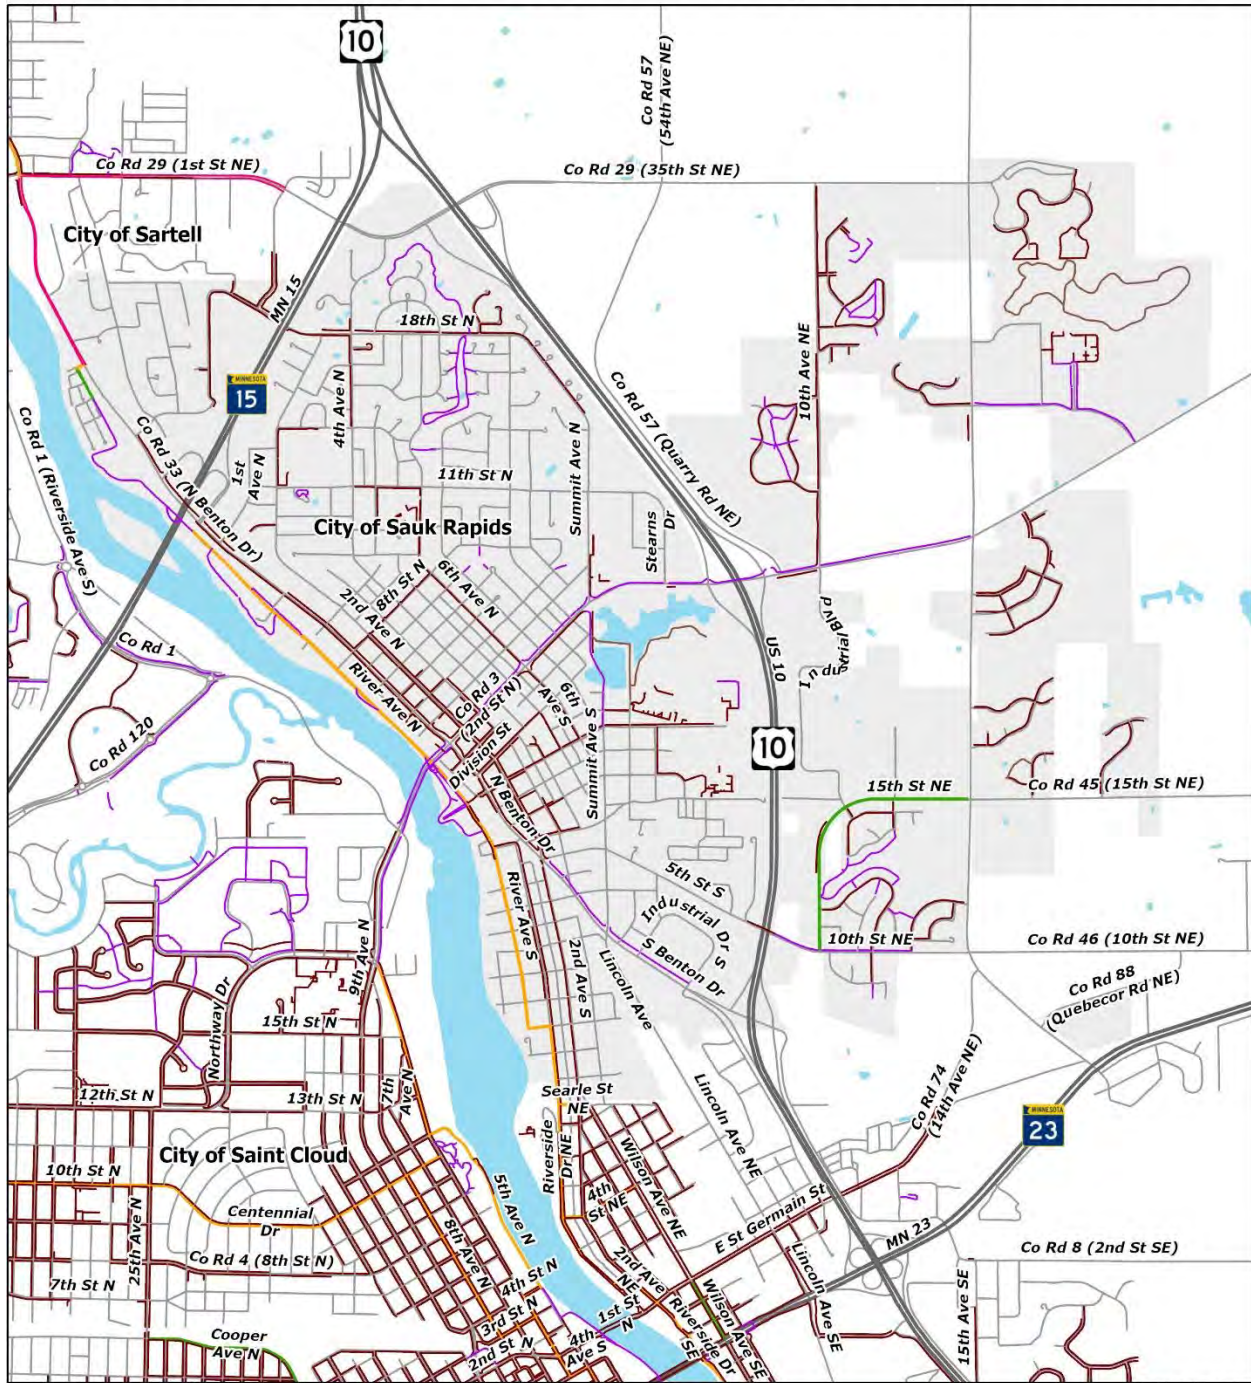 10
Co Rd 57
(54th Ave NE)
Co Rd 29 (1st St NE)
Co Rd 29 (35th St NE)
City of Sartell
MN 15
18th St N
MINNESOTA
15
4th Ave N
10th Ave NE
Co Rd 57 (Quarry Rd NE)
Co Rd 1 (Riverside Ave S)
Co Rd 33 (N Benton Dr)
1st
Ave N
11th St N
Summit Ave N
Stearns
Dr
City of Sauk Rapids
8th St N
6th Ave N
2nd Ave N
Industrial Blvd
Co Rd 1
US 10
River Ave N
Co Rd 3
(2nd St N)
6th
Ave S
Co Rd 120
Division St
Summit Ave S
10
N Benton Dr
15th St NE
Co Rd 45 (15th St NE)
5th St S
River Ave S
Industrial Dr
S
9th Ave N
2nd Ave S
10th St NE
Co Rd 46 (10th St NE)
S Benton Dr
Lincoln Ave
Co Rd 88
(Quebecor Rd NE)
Northway Dr
15th St N
7th
Ave N
12th St N
13th St N
Searle St
NE
Lincoln Ave NE
Co Rd 74
(14th Ave NE)
MINNESOTA
23
City of Saint Cloud
Riverside
Dr NE
Wilson Ave NE
10th St N
5th Ave N
4th
St NE
Centennial
Dr
8th Ave N
E St Germain St
25th Ave N
Co Rd 4 (8th St N)
MN 23
Co Rd 8 (2nd St SE)
7th St N
4th St N
2nd Ave
NE
Lincoln Ave SE
3rd St N
1st St
N
Riverside Dr
SE
Wilson Ave SE
15th Ave SE
Cooper
Ave N
2nd St N
4th
Ave S